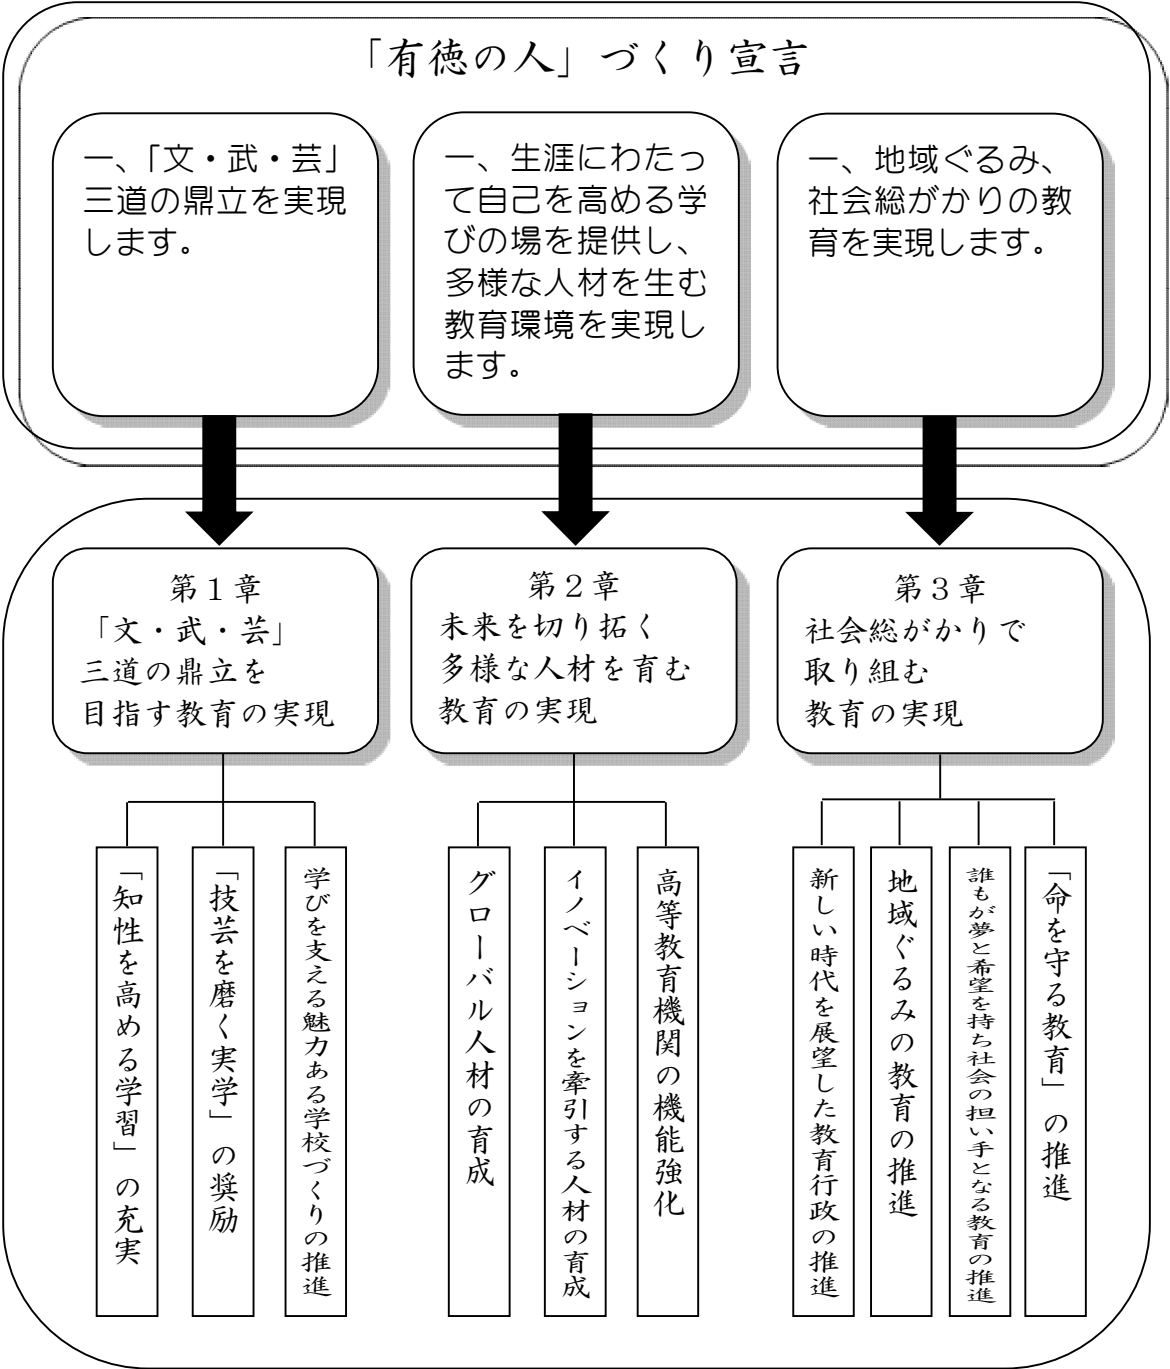 「有徳の人」づくり宣言
一、「文・武・芸」
三道の鼎立を実現
します。
一、生涯にわたっ
て自己を高める学
びの場を提供し、
多様な人材を生む
教育環境を実現し
ます。
一、地域ぐるみ、
社会総がかりの教
育を実現します。
第１章
「文・武・芸」
三道の鼎立を
目指す教育の実現
第２章
未来を切り拓く
多様な人材を育む
教育の実現
第３章
社会総がかりで
取り組む
教育の実現
「知性を高める学習」の充実
「技芸を磨く実学」の奨励
学びを支える魅力ある学校づくりの推進
グローバル人材の育成
イノベーションを牽引する人材の育成
高等教育機関の機能強化
新しい時代を展望した教育行政の推進
地域ぐるみの教育の推進
誰もが夢と希望を持ち社会の担い手となる教育の推進
「命を守る教育」の推進